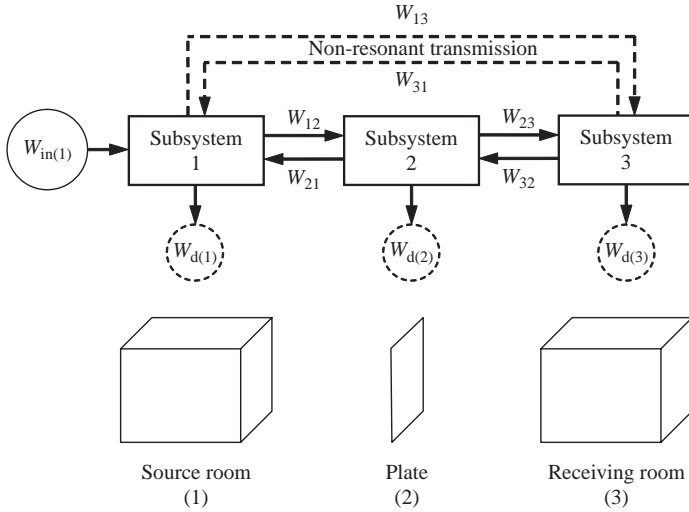 W13
Non-resonant transmission
W31
Win(1)
Subsystem
1
W12
W21
Subsystem
2
W23
W32
Subsystem
3
Wd(1)
Wd(2)
Wd(3)
Source room
(1)
Plate
(2)
Receiving room
(3)